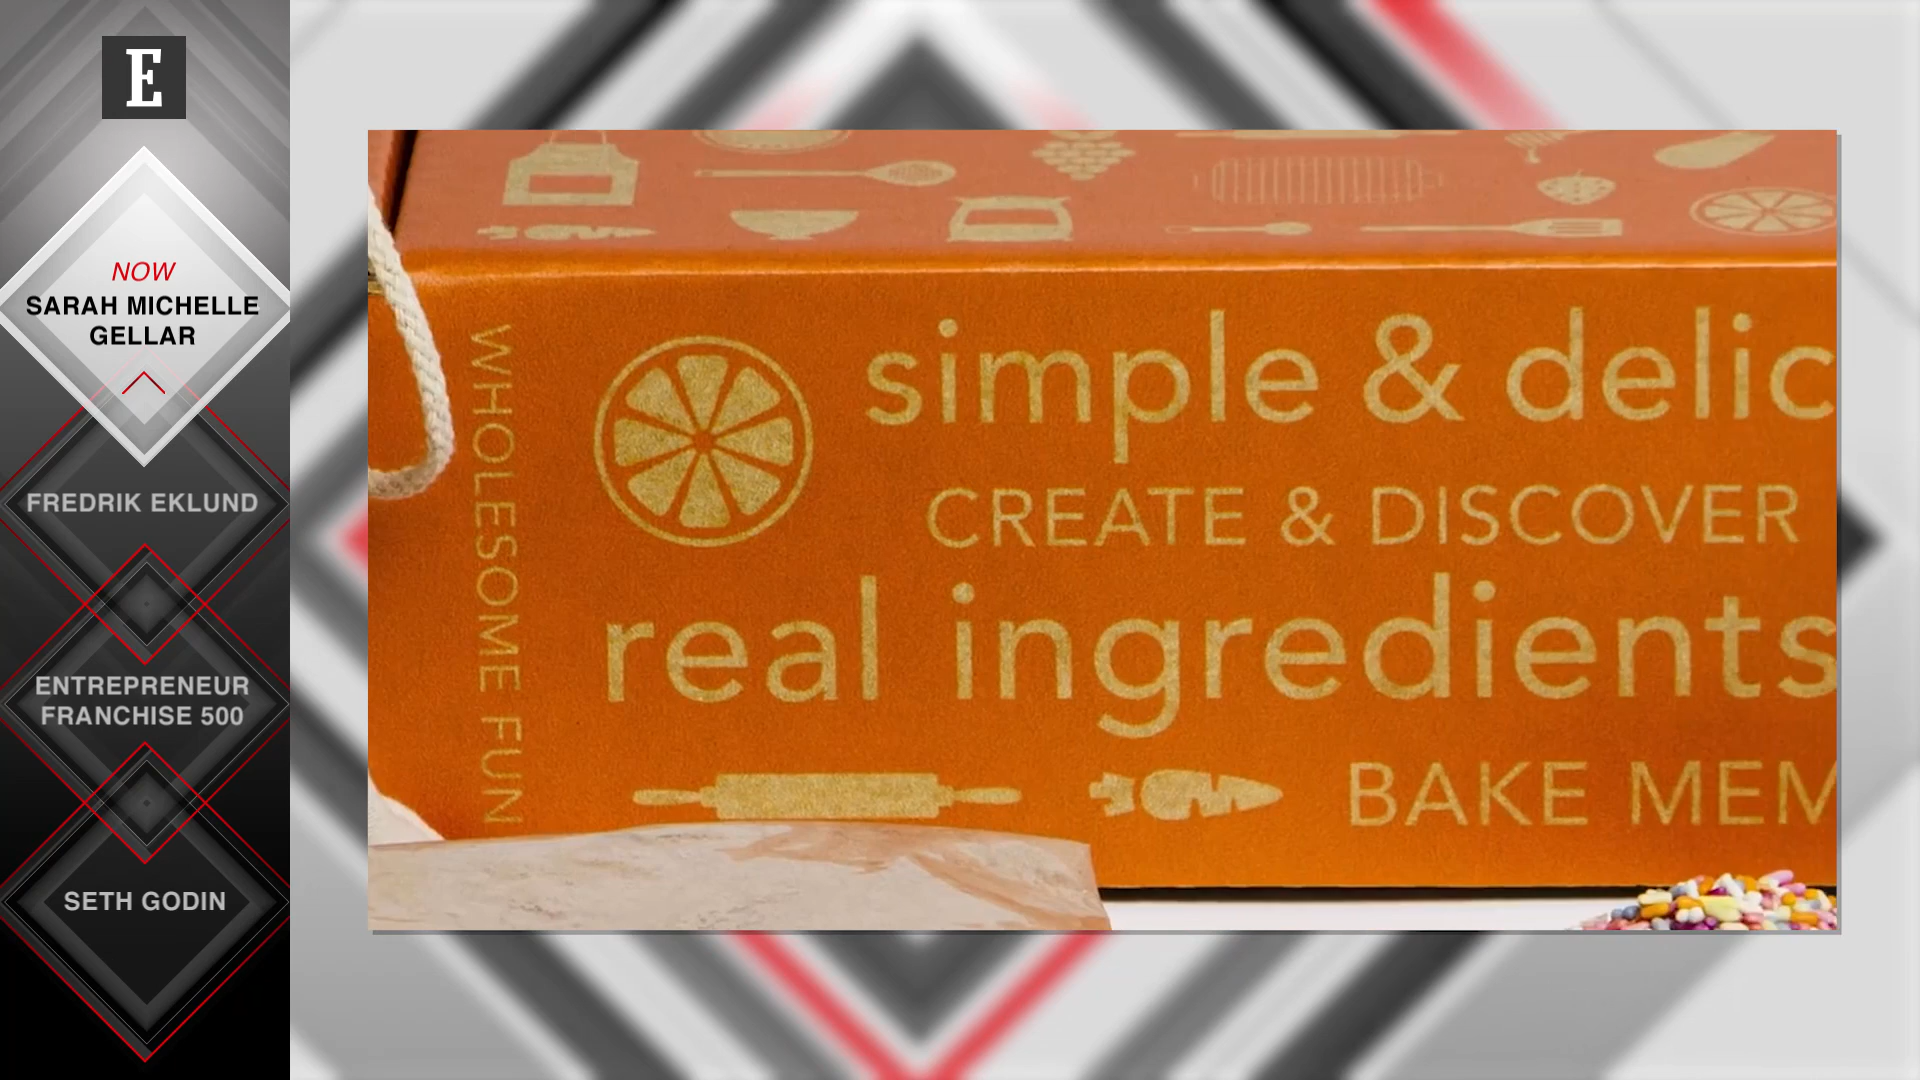 E
NOW
SARAH MICHELLE
GELLAR
FREDRIK EKLUND
ENTREPRENEUR
FRANCHISE 500
SETH GODIN
WHOLESOME FUN
simple & delic
CREATE & DISCOVER
real ingredients
BAKE MEM